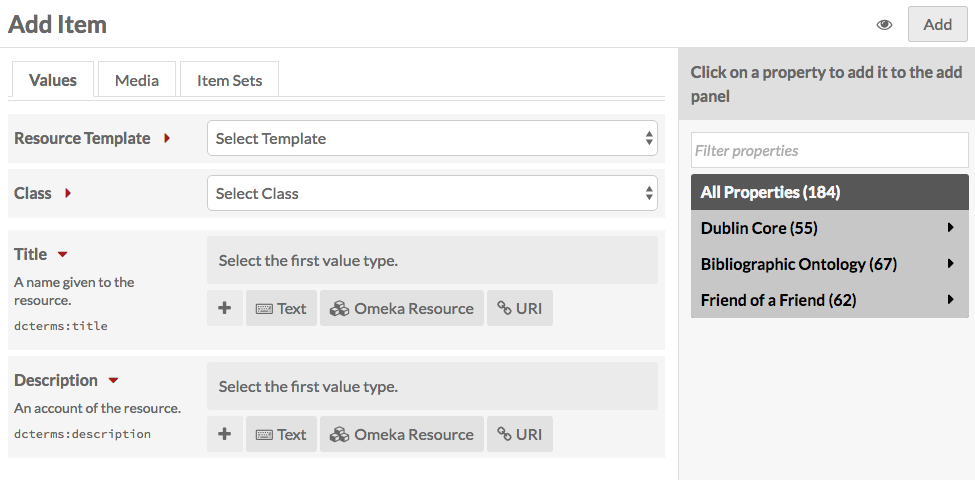 Add Item
Add
Values
Media
Item Sets
Resource Template
Select Template
Class
Select Class
Title
A name given to the
resource.
dcterms:title
Select the first value type.
+ Text Omeka Resource URI
Description
An account of the resource.
dcterms:description
Select the first value type.
+ Text Omeka Resource URI
Click on a property to add it to the add
panel
Filter properties
All Properties (184)
Dublin Core (55)
Bibliographic Ontology (67)
Friend of a Friend (62)